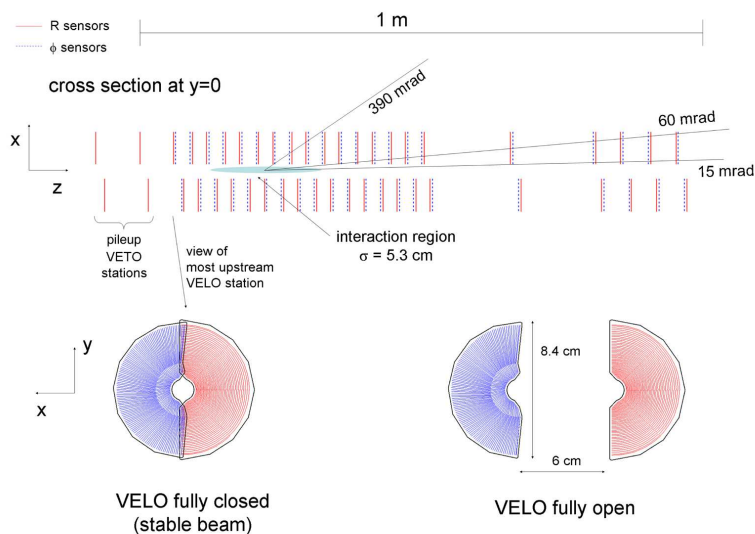 R sensors
ϕ sensors
1 m
cross section at y=0
390 mrad
60 mrad
15 mrad
x
z
pileup
VETO
stations
view of
most upstream
VELO station
interaction region
σ = 5.3 cm
y
x
8.4 cm
6 cm
VELO fully closed
(stable beam)
VELO fully open